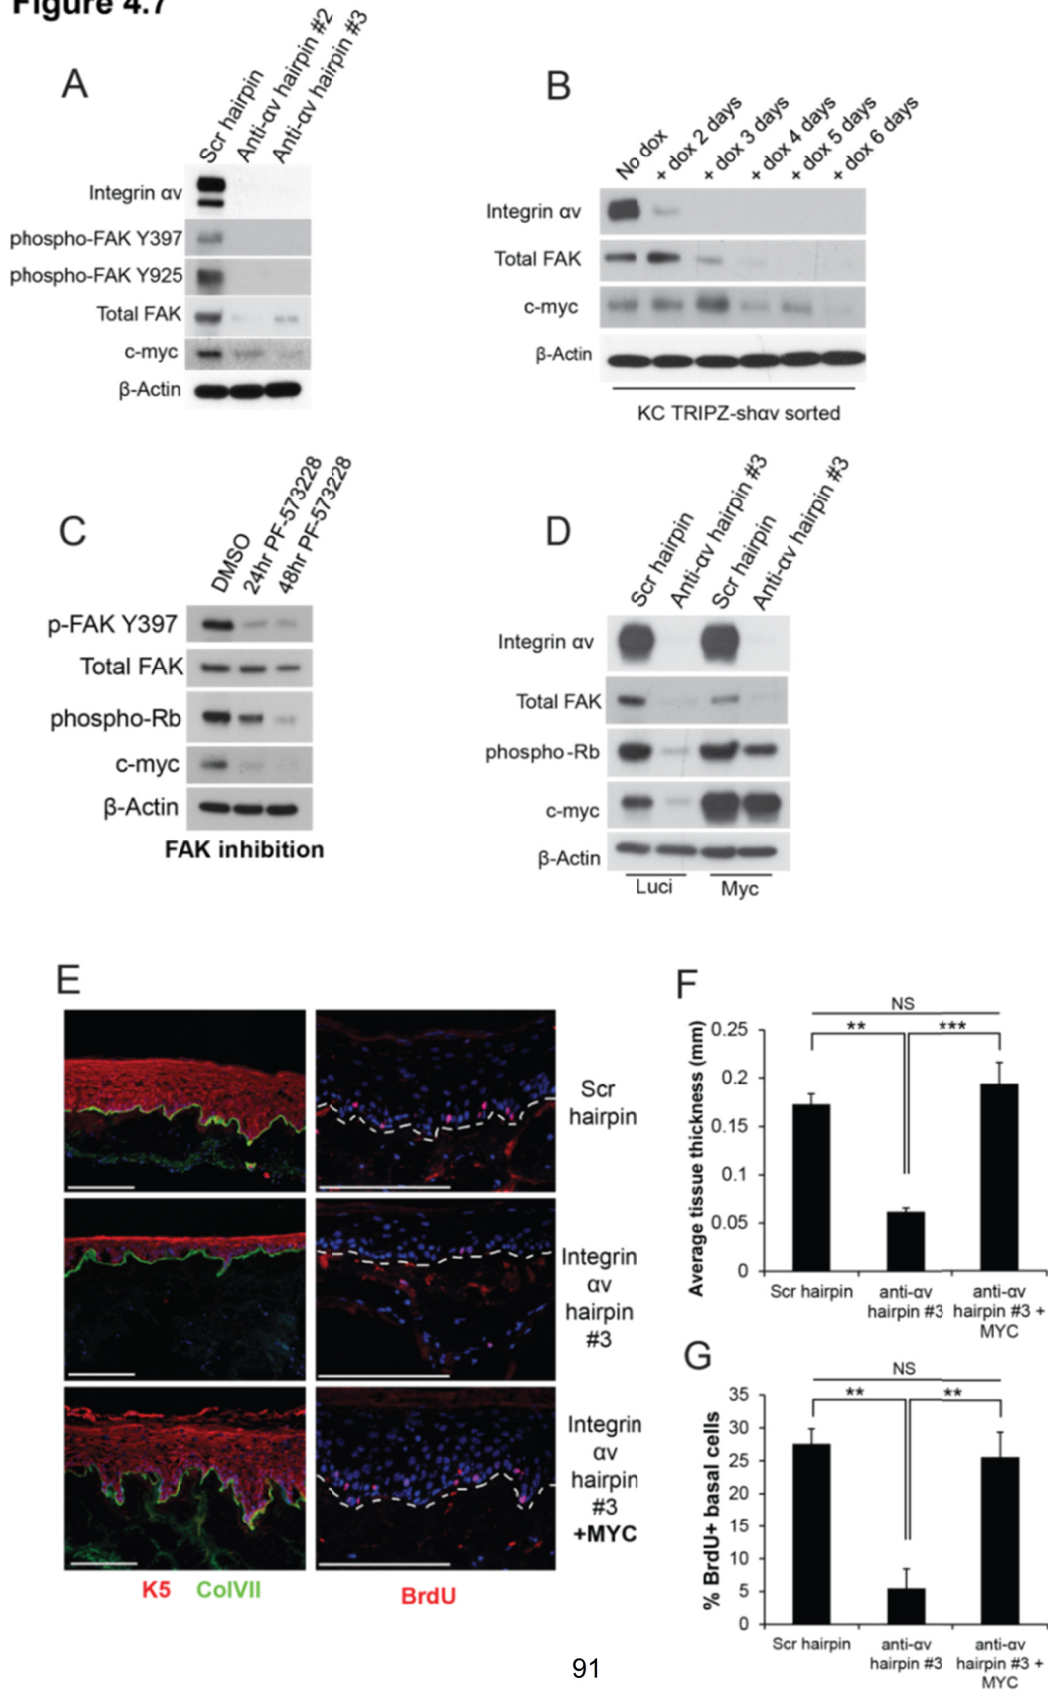 Figure 4.7
A
Scr hairpin
Anti-αv hairpin #2
Anti-αv hairpin #3
Integrin αv
phospho-FAK Y397
phospho-FAK Y925
Total FAK
c-myc
β-Actin
B
No dox
+ dox 2 days
+ dox 3 days
+ dox 4 days
+ dox 5 days
+ dox 6 days
Integrin αv
Total FAK
c-myc
β-Actin
KC TRIPZ-shαv sorted
C
DMSO
24hr PF-573228
48hr PF-573228
p-FAK Y397
Total FAK
phospho-Rb
c-myc
β-Actin
FAK inhibition
D
Scr hairpin
Anti-αv hairpin #3
Scr hairpin
Anti-αv hairpin #3
Integrin αv
Total FAK
phospho-Rb
c-myc
β-Actin
Luci
Myc
E
Scr
hairpin
Integrin
αv
hairpin
#3
Integrin
αv
hairpin
#3
+MYC
K5 ColVII
BrdU
F
NS
** ***
Average tissue thickness (mm)
0.25
0.2
0.15
0.1
0.05
0
Scr hairpin
anti-αv
hairpin #3
anti-αv
hairpin #3 +
MYC
G
NS
** **
% BrdU+ basal cells
35
30
25
20
15
10
5
0
Scr hairpin
anti-αv
hairpin #3
anti-αv
hairpin #3 +
MYC
91